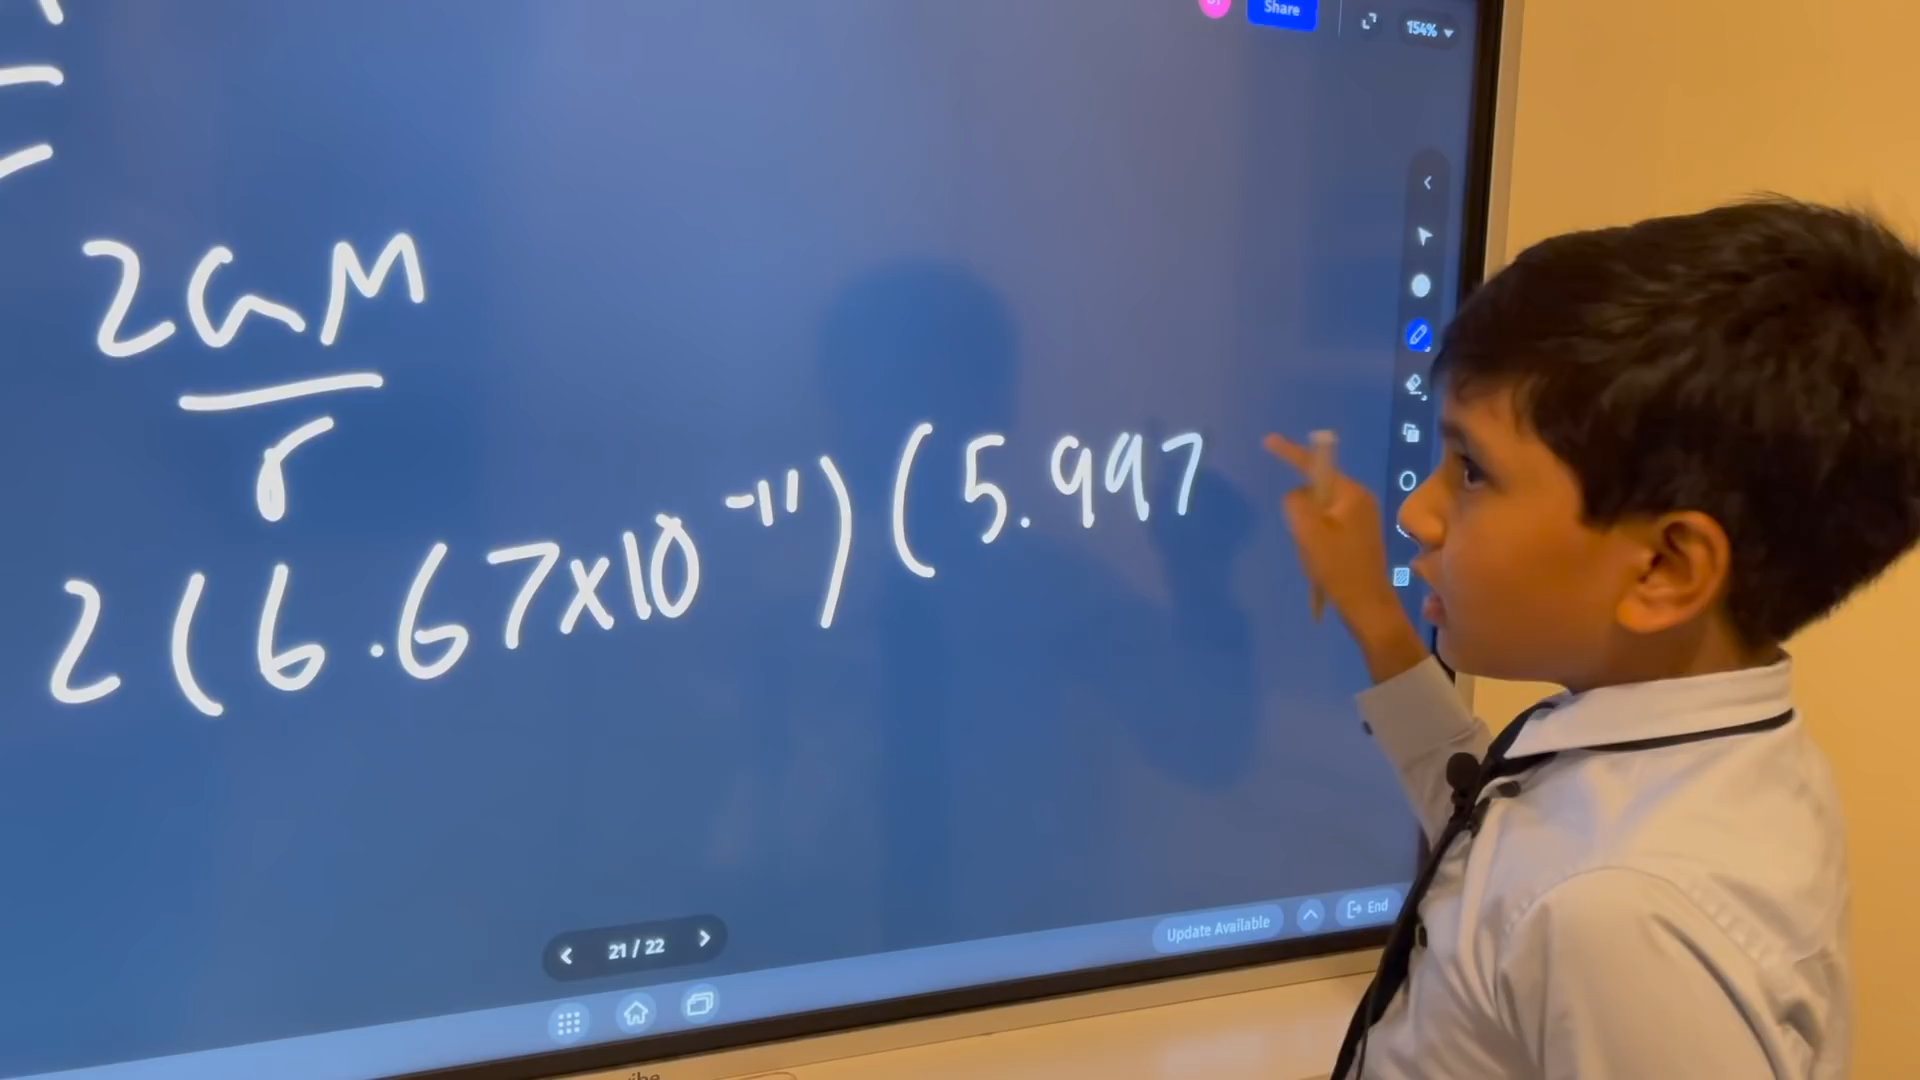 Share
154%
2GM
r
2(6.67x10⁻¹¹)(5.997
21 / 22
Update Available
End